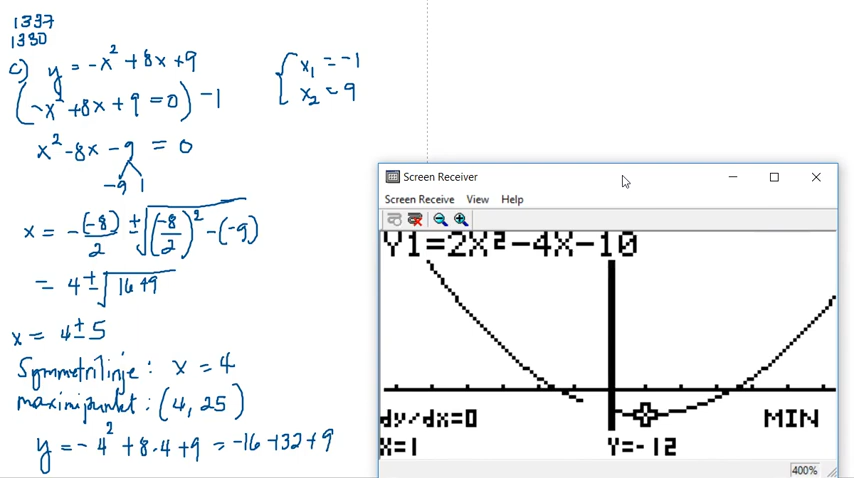 1337
1330
c) y = -x² + 8x + 9
(-x² + 8x + 9 = 0) -1
x² - 8x - 9 = 0
-9 1
x = -(-8)/2 ± √((-8/2)² - (-9))
= 4 ± √16+9
x = 4 ± 5
Symmetrilinje: x = 4
maximipunkt: (4, 25)
y = -4² + 8·4 + 9 = -16 + 32 + 9
{ x₁ = -1
x₂ = 9
Screen Receiver
Screen Receive View Help
Y1=2X²-4X-10
dy/dx=0 MIN
X=1 Y=-12
400%